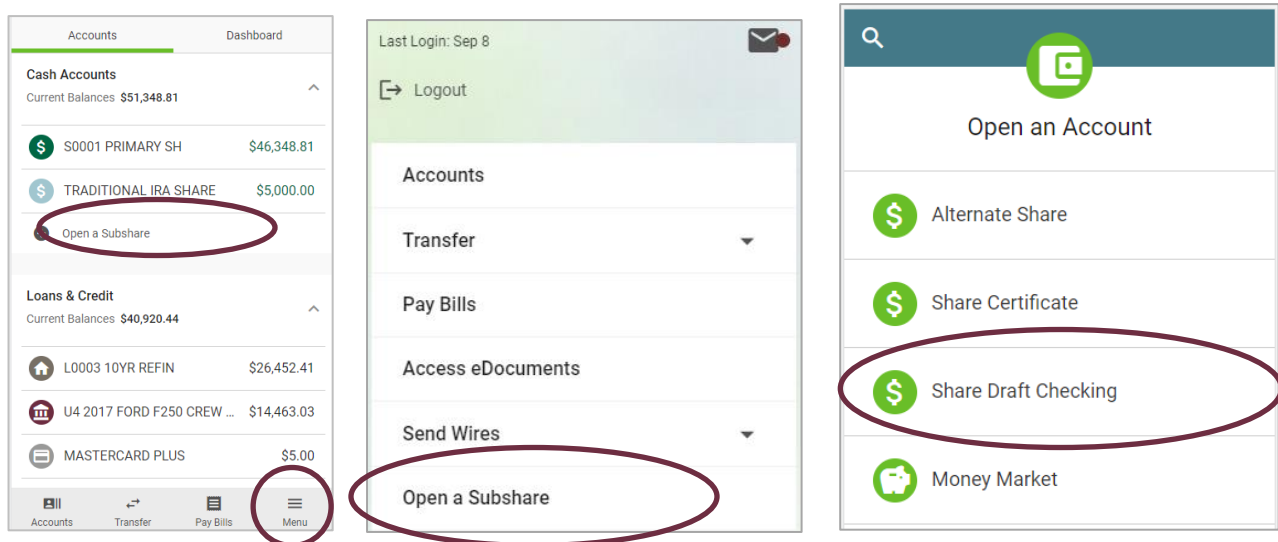 Accounts Dashboard
Cash Accounts
Current Balances $51,348.81
S0001 PRIMARY SH $46,348.81
TRADITIONAL IRA SHARE $5,000.00
Open a Subshare
Loans & Credit
Current Balances $40,920.44
L0003 10YR REFIN $26,452.41
U4 2017 FORD F250 CREW ... $14,463.03
MASTERCARD PLUS $5.00
Accounts Transfer Pay Bills Menu
Last Login: Sep 8
Logout
Accounts
Transfer
Pay Bills
Access eDocuments
Send Wires
Open a Subshare
Open an Account
Alternate Share
Share Certificate
Share Draft Checking
Money Market